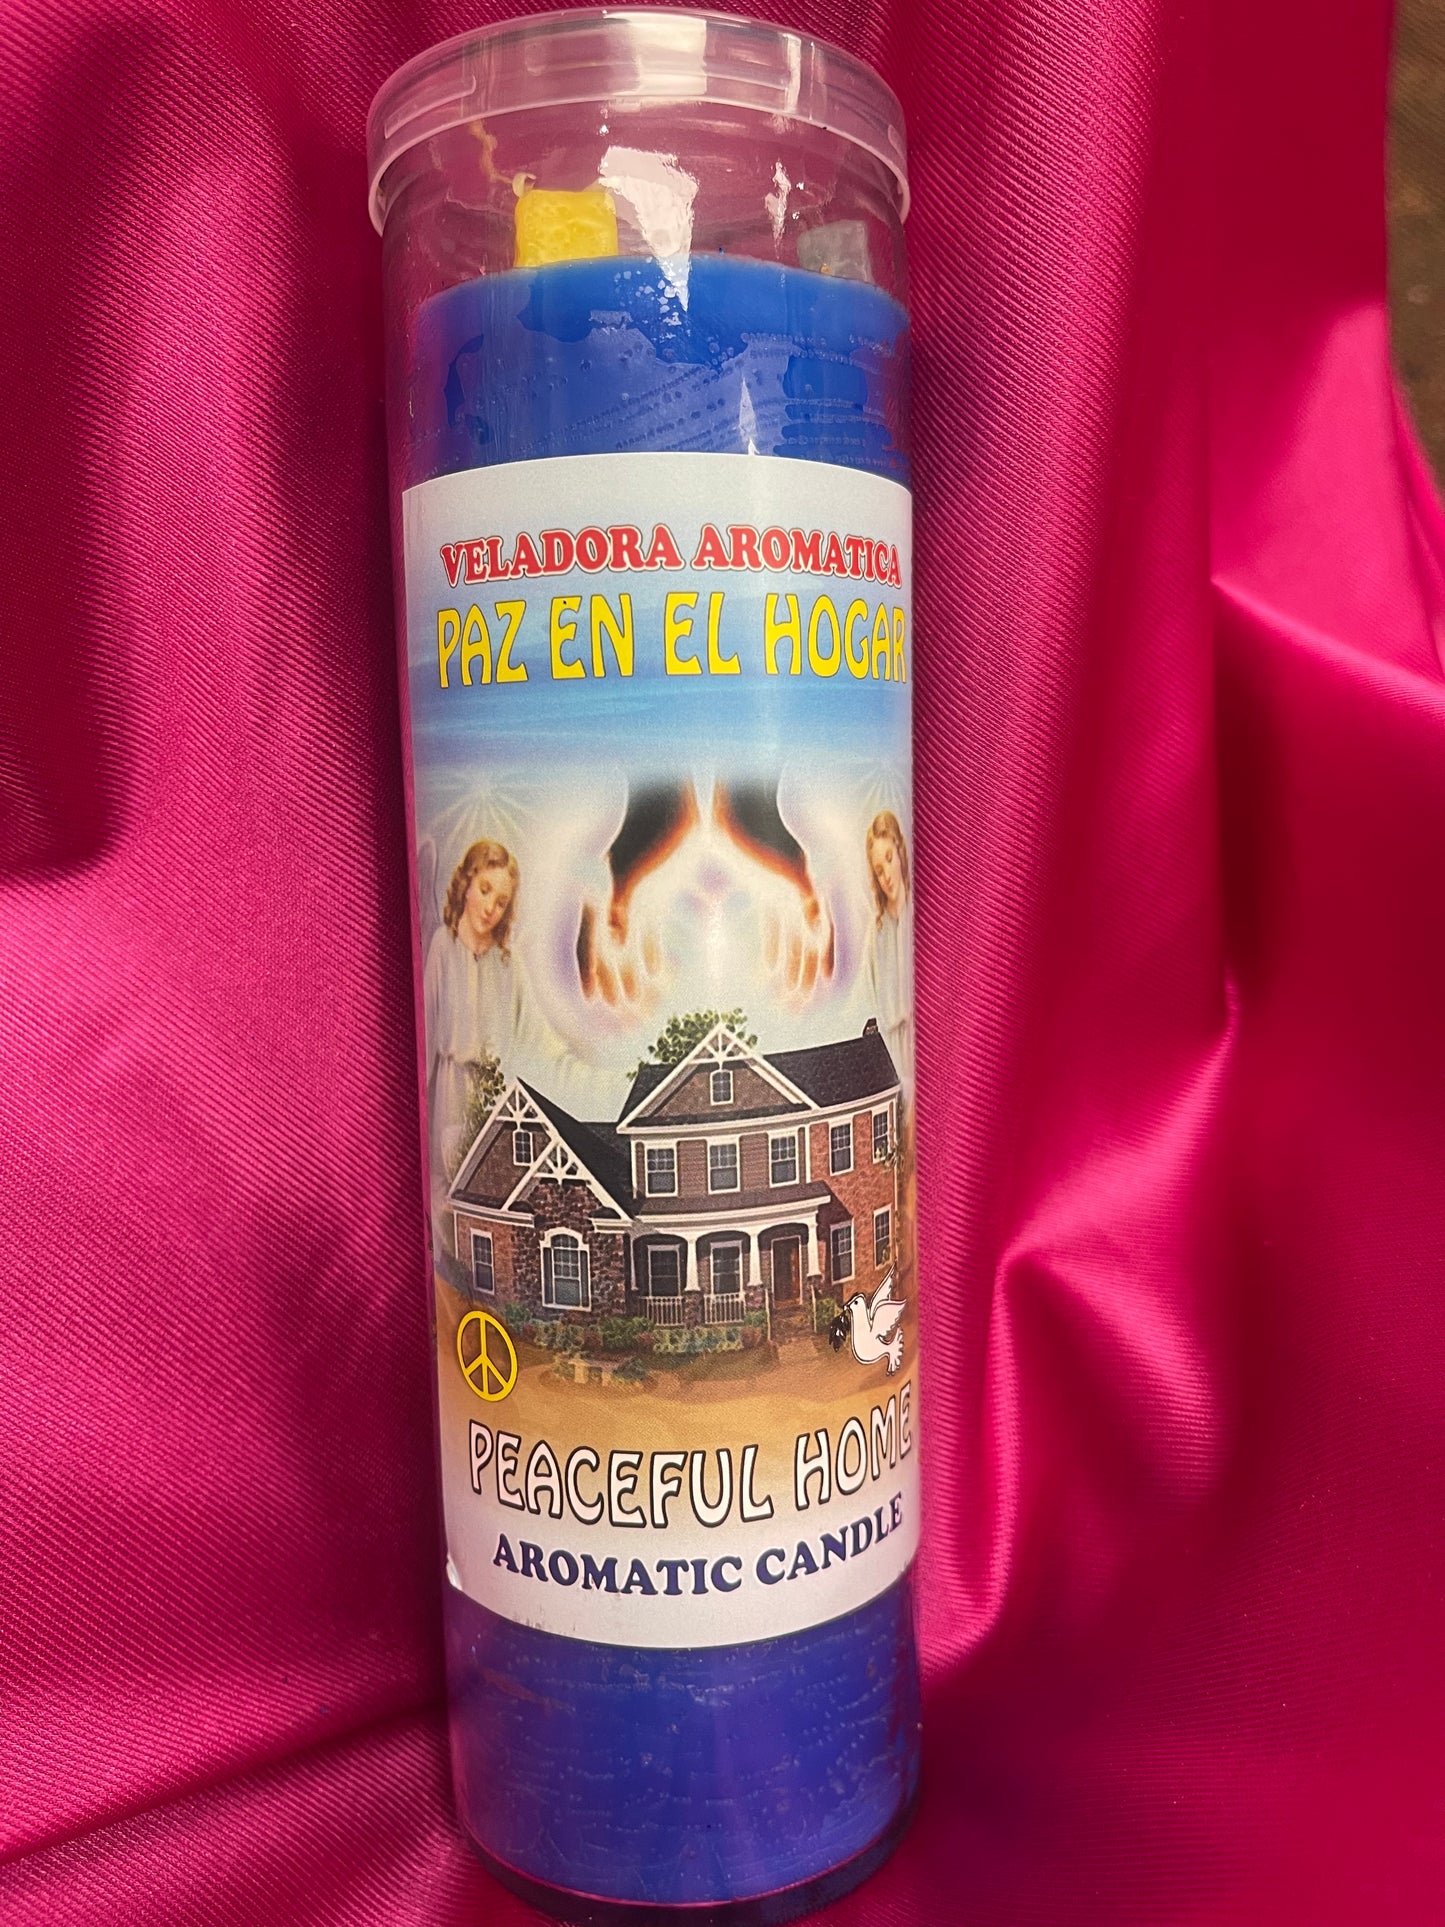 VELADORA AROMATICA
PAZ EN EL HOGAR
PEACEFUL HOME
AROMATIC CANDLE